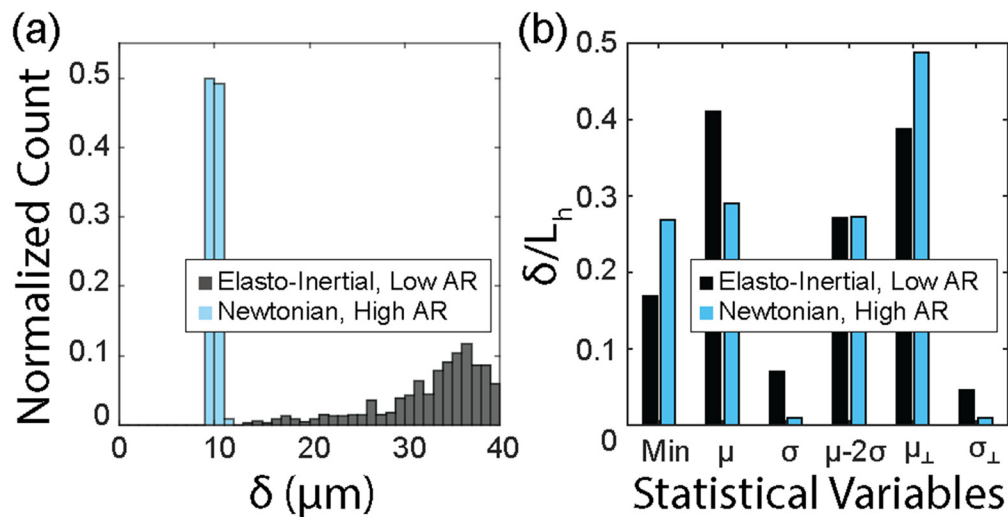 (a)
Normalized Count
0.5
0.4
0.3
0.2
0.1
0
Elasto-Inertial, Low AR
Newtonian, High AR
0 10 20 30 40
δ (μm)
(b)
δ/Lₕ
0.5
0.4
0.3
0.2
0.1
0
Elasto-Inertial, Low AR
Newtonian, High AR
Min μ σ μ-2σ μ⊥ σ⊥
Statistical Variables